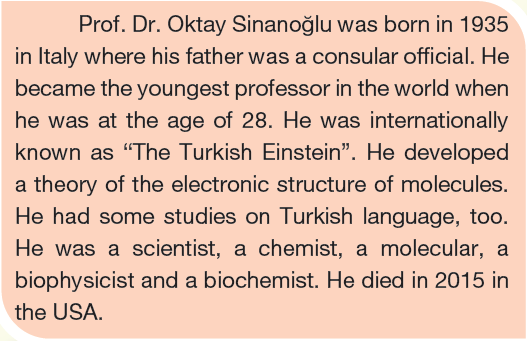 Prof. Dr. Oktay Sinanoğlu was born in 1935
in Italy where his father was a consular official. He
became the youngest professor in the world when
he was at the age of 28. He was internationally
known as “The Turkish Einstein”. He developed
a theory of the electronic structure of molecules.
He had some studies on Turkish language, too.
He was a scientist, a chemist, a molecular, a
biophysicist and a biochemist. He died in 2015 in
the USA.